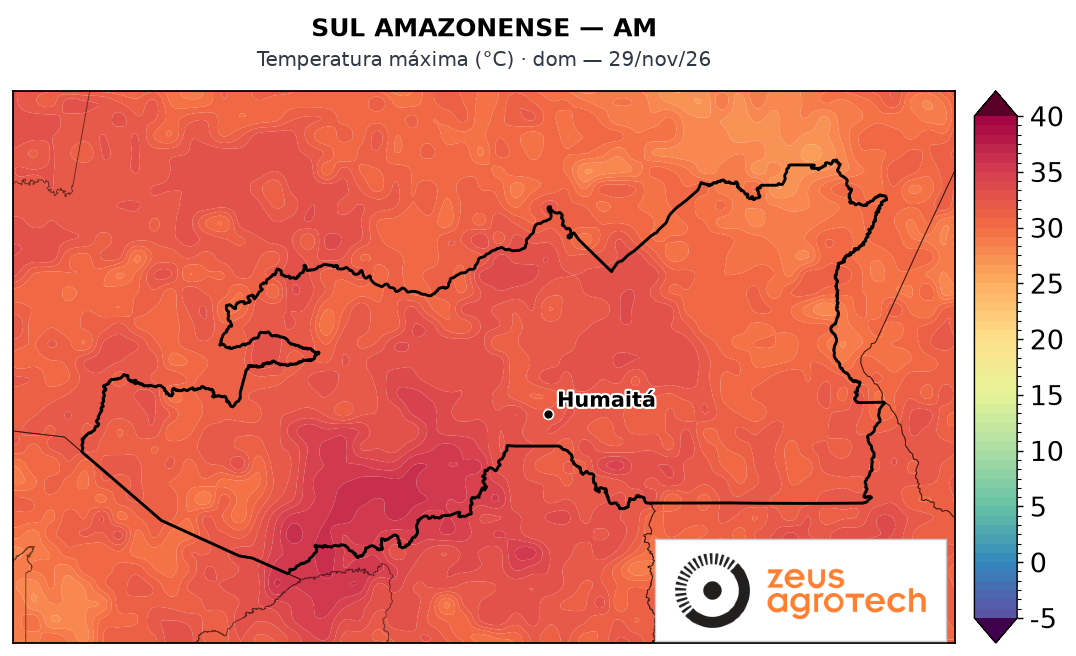 SUL AMAZONENSE — AM
Temperatura máxima (°C) · dom — 29/nov/26
Humaitá
40
35
30
25
20
15
10
5
0
-5
zeus
agrotech